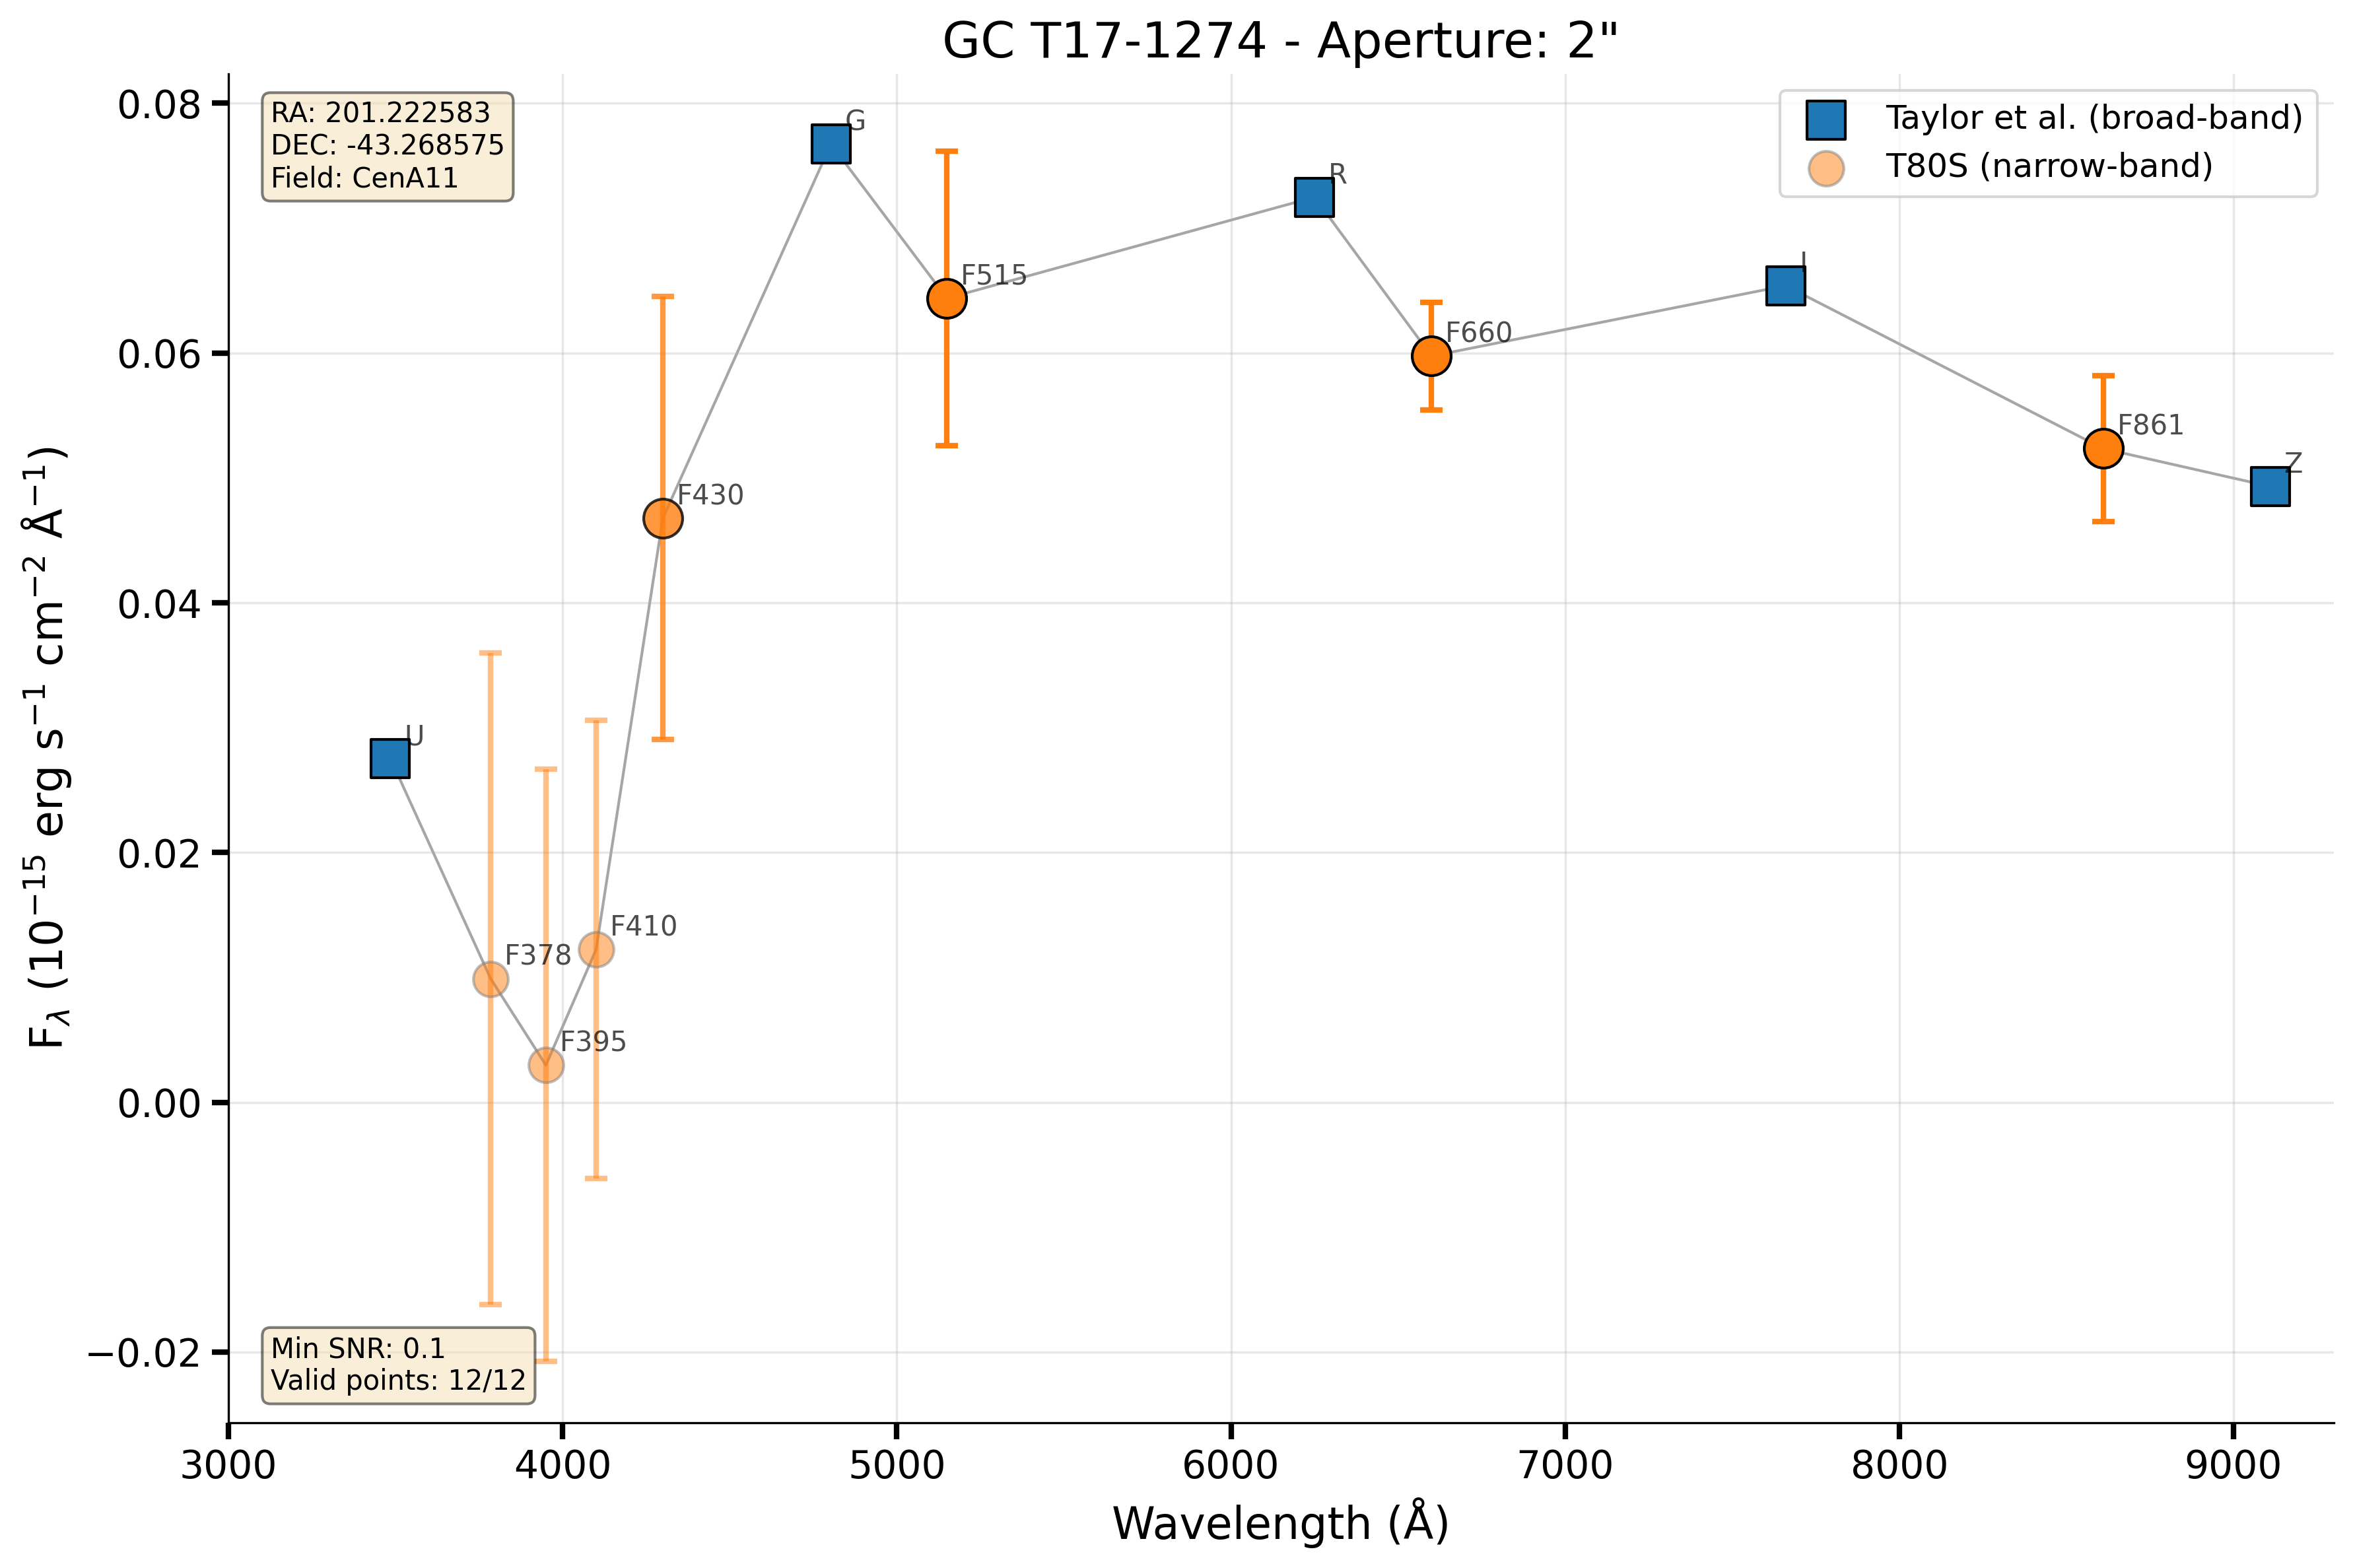 GC T17-1274 - Aperture: 2"
RA: 201.222583
DEC: -43.268575
Field: CenA11
Taylor et al. (broad-band)
T80S (narrow-band)
G
R
F515
I
F660
F861
Z
F430
U
F378
F410
F395
Min SNR: 0.1
Valid points: 12/12
0.08
0.06
0.04
0.02
0.00
−0.02
F_λ (10⁻¹⁵ erg s⁻¹ cm⁻² Å⁻¹)
3000 4000 5000 6000 7000 8000 9000
Wavelength (Å)